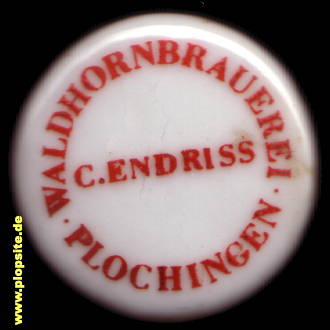 WALDHORNBRAUEREI
C.ENDRISS
· PLOCHINGEN ·
www.plopsite.de